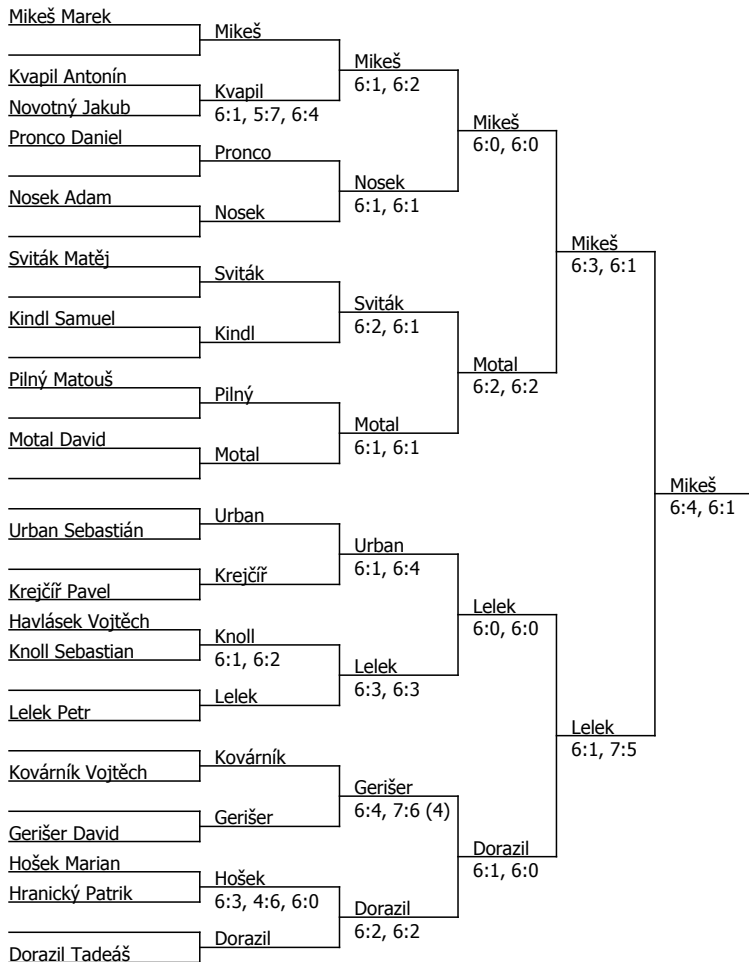 Mikeš Marek
Mikeš
Mikeš
6:1, 6:2
Kvapil Antonín
Kvapil
Novotný Jakub
6:1, 5:7, 6:4
Mikeš
6:0, 6:0
Pronco Daniel
Pronco
Nosek
6:1, 6:1
Nosek Adam
Nosek
Mikeš
6:3, 6:1
Sviták Matěj
Sviták
Sviták
6:2, 6:1
Kindl Samuel
Kindl
Motal
6:2, 6:2
Pilný Matouš
Pilný
Motal
6:1, 6:1
Motal David
Motal
Mikeš
6:4, 6:1
Urban
Urban Sebastián
Urban
6:1, 6:4
Krejčíř
Krejčíř Pavel
Lelek
6:0, 6:0
Havlásek Vojtěch
Knoll
Knoll Sebastian
6:1, 6:2
Lelek
6:3, 6:3
Lelek
Lelek Petr
Lelek
6:1, 7:5
Kovárník
Kovárník Vojtěch
Gerišer
6:4, 7:6 (4)
Gerišer
Gerišer David
Dorazil
6:1, 6:0
Hošek Marian
Hošek
Hranický Patrik
6:3, 4:6, 6:0
Dorazil
6:2, 6:2
Dorazil
Dorazil Tadeáš